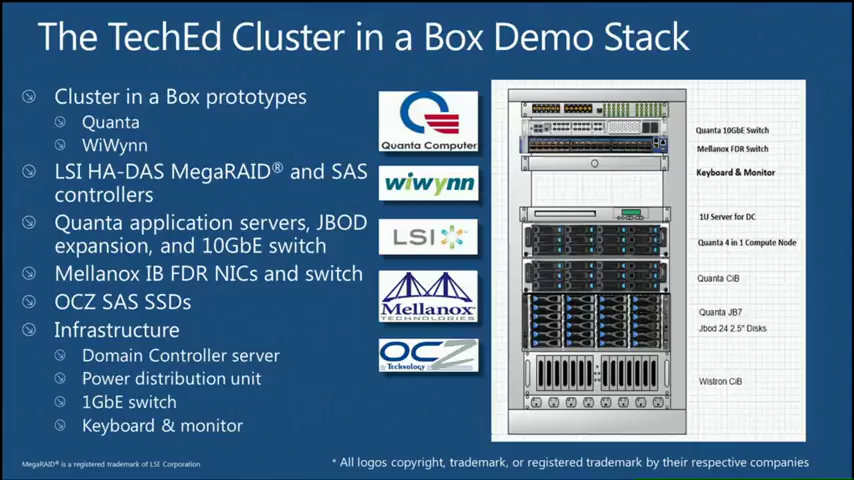 The TechEd Cluster in a Box Demo Stack
Cluster in a Box prototypes
Quanta
WiWynn
LSI HA-DAS MegaRAID® and SAS
controllers
Quanta application servers, JBOD
expansion, and 10GbE switch
Mellanox IB FDR NICs and switch
OCZ SAS SSDs
Infrastructure
Domain Controller server
Power distribution unit
1GbE switch
Keyboard & monitor
Quanta Computer
wiwynn
LSI
Mellanox
TECHNOLOGIES
OCZ
Technology
Quanta 10GbE Switch
Mellanox FDR Switch
Keyboard & Monitor
1U Server for DC
Quanta 4 in 1 Compute Node
Quanta CiB
Quanta JB7
Jbod 24 2.5" Disks
Wistron CiB
MegaRAID® is a registered trademark of LSI Corporation
* All logos copyright, trademark, or registered trademark by their respective companies